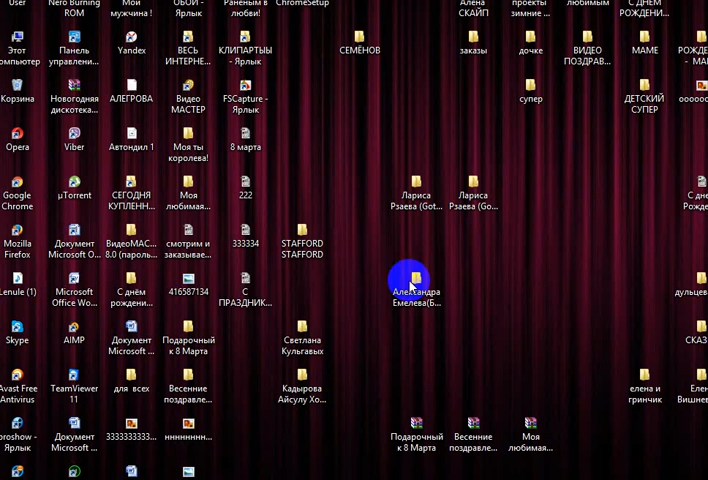 User
Nero Burning
ROM
Мой
мужчина !
ОБОЙ -
Ярлык
Раненым в
любви!
ChromeSetup
Алена
СКАЙП
проекты
зимние ...
любимым
С ДНЕМ
РОЖДЕНИ...
Этот
компьютер
Панель
управлени...
Yandex
ВЕСЬ
ИНТЕРНЕ...
КЛИПАРТЫ
- Ярлык
СЕМЁНОВ
заказы
дочке
ВИДЕО
ПОЗДРАВ...
МАМЕ
РОЖДЕ
- МА
Корзина
Новогодняя
дискотека...
АЛЕГРОВА
Видео
МАСТЕР
FSCapture -
Ярлык
супер
ДЕТСКИЙ
СУПЕР
Opera
Viber
Автондил 1
Моя ты
королева!
8 марта
Google
Chrome
µTorrent
СЕГОДНЯ
КУПЛЕНН...
Моя
любимая...
222
Лариса
Рзаева (Got...
Лариса
Рзаева (Go...
С дне
Рожде
Mozilla
Firefox
Документ
Microsoft O...
ВидеоМАС...
8.0 (пароль...
смотрим и
заказывае...
333334
STAFFORD
STAFFORD
Lenule (1)
Microsoft
Office Wo...
С днём
рождени...
416587134
С
ПРАЗДНИК...
Александра
Емелева(Б...
дульцев
Skype
AIMP
Документ
Microsoft ...
Подарочный
к 8 Марта
Светлана
Кульгавых
СКАЗ
Avast Free
Antivirus
TeamViewer
11
для всех
Весенние
поздравле...
Кадырова
Айсулу Хо...
елена и
гринчик
Елен
Вишнев
proshow -
Ярлык
Документ
Microsoft ...
3333333333...
нннннннн...
Подарочный
к 8 Марта
Весенние
поздравле...
Моя
любимая...